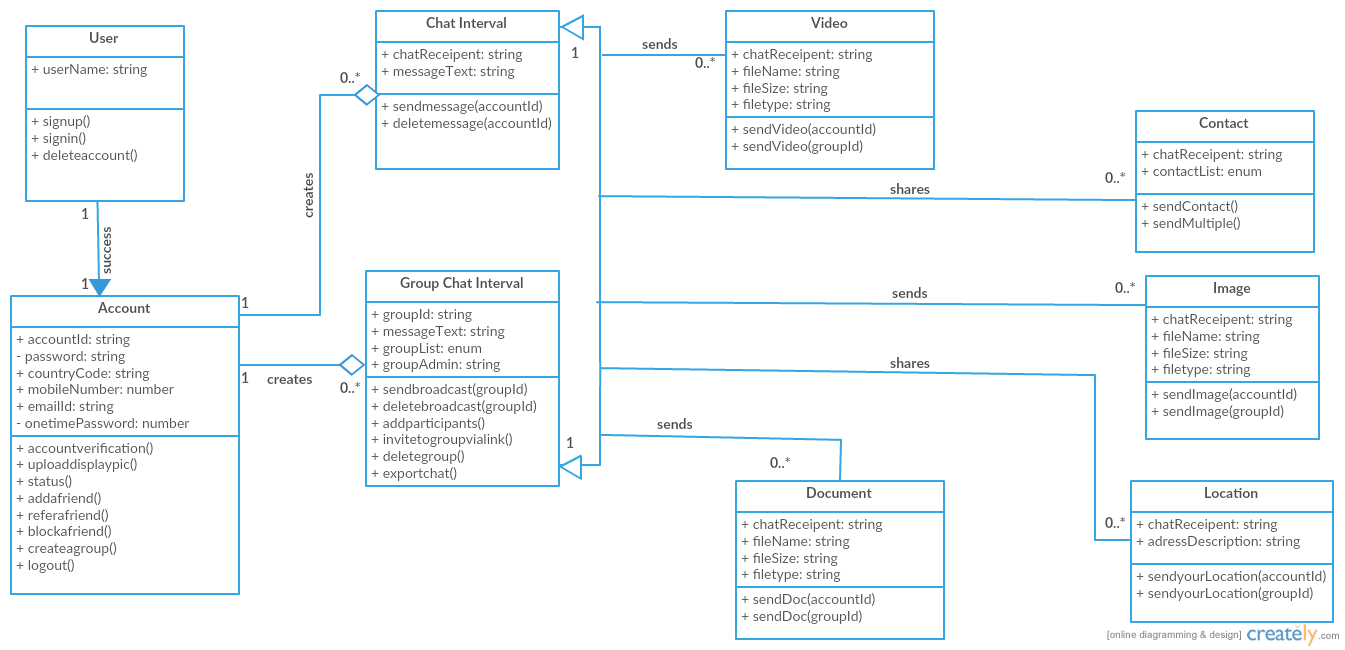 User
+ userName: string
+ signup()
+ signin()
+ deleteaccount()
1
success
1
Account
+ accountId: string
- password: string
+ countryCode: string
+ mobileNumber: number
+ emailId: string
- onetimePassword: number
+ accountverification()
+ uploaddisplaypic()
+ status()
+ addafriend()
+ referafriend()
+ blockafriend()
+ createagroup()
+ logout()
1
creates
0..*
1
creates
0..*
Chat Interval
+ chatReceipent: string
+ messageText: string
+ sendmessage(accountId)
+ deletemessage(accountId)
1
Group Chat Interval
+ groupId: string
+ messageText: string
+ groupList: enum
+ groupAdmin: string
+ sendbroadcast(groupId)
+ deletebroadcast(groupId)
+ addparticipants()
+ invitetogroupvialink()
+ deletegroup()
+ exportchat()
1
sends
0..*
Video
+ chatReceipent: string
+ fileName: string
+ fileSize: string
+ filetype: string
+ sendVideo(accountId)
+ sendVideo(groupId)
shares
0..*
Contact
+ chatReceipent: string
+ contactList: enum
+ sendContact()
+ sendMultiple()
sends
0..*
Image
+ chatReceipent: string
+ fileName: string
+ fileSize: string
+ filetype: string
+ sendImage(accountId)
+ sendImage(groupId)
shares
0..*
Location
+ chatReceipent: string
+ adressDescription: string
+ sendyourLocation(accountId)
+ sendyourLocation(groupId)
sends
0..*
Document
+ chatReceipent: string
+ fileName: string
+ fileSize: string
+ filetype: string
+ sendDoc(accountId)
+ sendDoc(groupId)
[online diagramming & design] creately.com